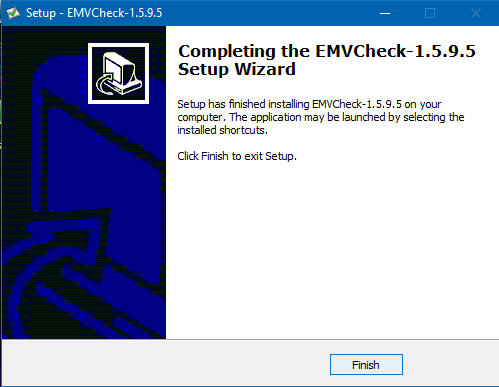 Setup - EMVCheck-1.5.9.5
Completing the EMVCheck-1.5.9.5
Setup Wizard
Setup has finished installing EMVCheck-1.5.9.5 on your
computer. The application may be launched by selecting the
installed shortcuts.
Click Finish to exit Setup.
Finish